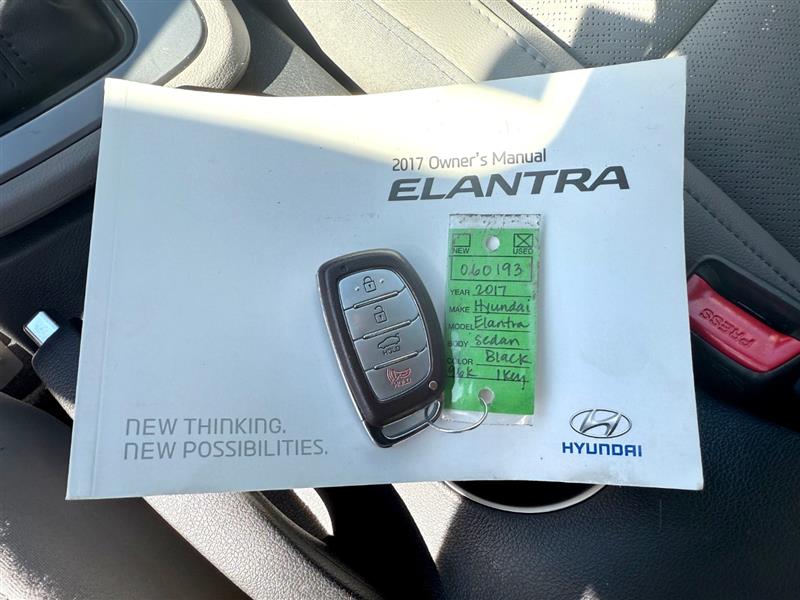 2017 Owner's Manual
ELANTRA
NEW USED
060193
YEAR 2017
MAKE Hyundai
MODEL Elantra
BODY Sedan
COLOR Black
96K 1Key
HOLD
HOLD
PRESS
NEW THINKING.
NEW POSSIBILITIES.
HYUNDAI